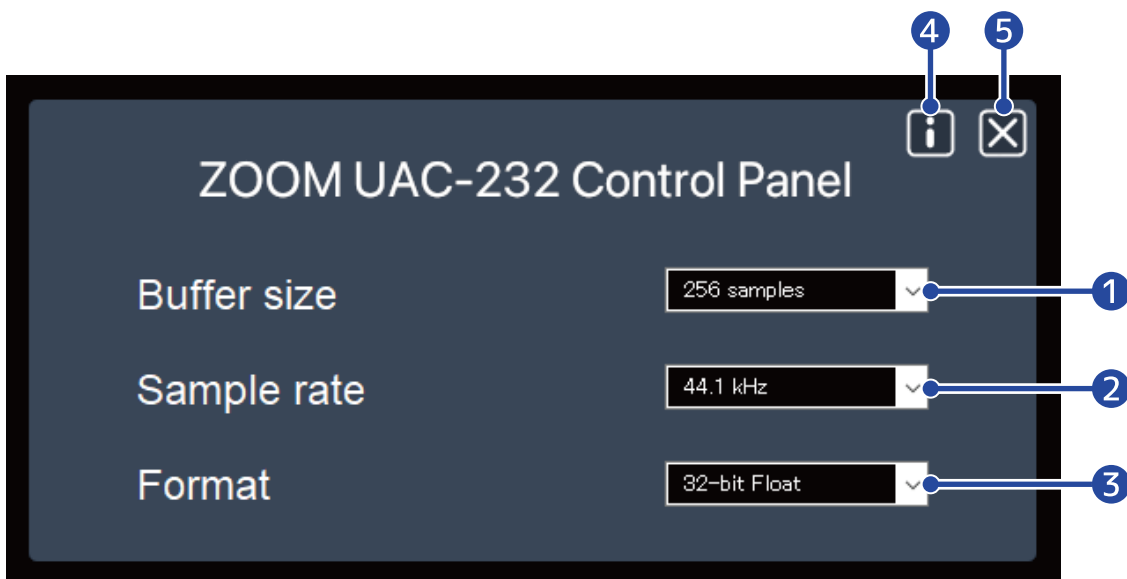 4 5
ZOOM UAC-232 Control Panel
Buffer size 256 samples 1
Sample rate 44.1 kHz 2
Format 32-bit Float 3